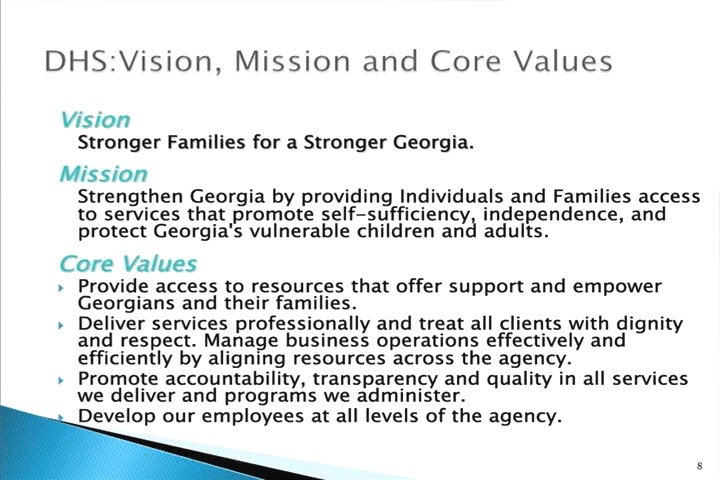 DHS:Vision, Mission and Core Values
Vision
Stronger Families for a Stronger Georgia.
Mission
Strengthen Georgia by providing Individuals and Families access
to services that promote self-sufficiency, independence, and
protect Georgia's vulnerable children and adults.
Core Values
Provide access to resources that offer support and empower
Georgians and their families.
Deliver services professionally and treat all clients with dignity
and respect. Manage business operations effectively and
efficiently by aligning resources across the agency.
Promote accountability, transparency and quality in all services
we deliver and programs we administer.
Develop our employees at all levels of the agency.
8